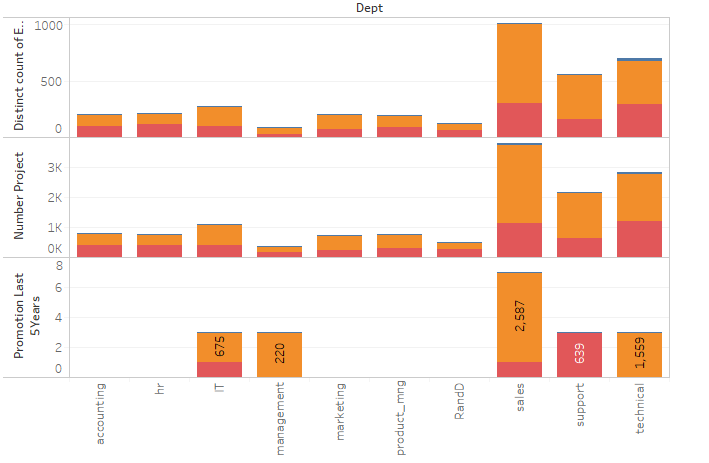 Dept
Distinct count of E..
1000
500
0
Number Project
3K
2K
1K
0K
Promotion Last
5Years
8
6
4
2
0
675
220
2,587
639
1,559
accounting
hr
IT
management
marketing
product_mng
RandD
sales
support
technical